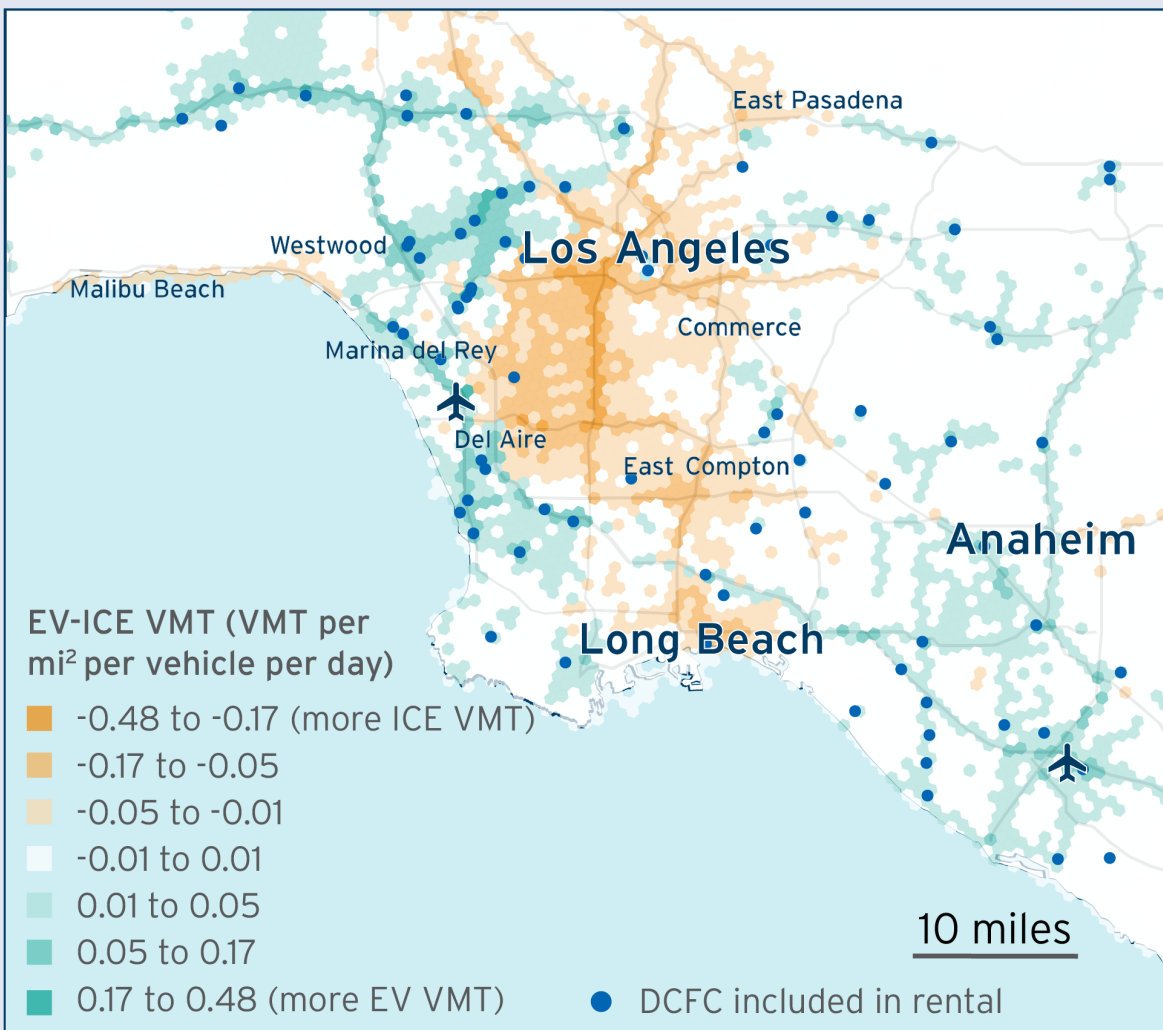 East Pasadena
Westwood
Los Angeles
Malibu Beach
Commerce
Marina del Rey
Del Aire
East Compton
Anaheim
EV-ICE VMT (VMT per
mi² per vehicle per day)
Long Beach
-0.48 to -0.17 (more ICE VMT)
-0.17 to -0.05
-0.05 to -0.01
-0.01 to 0.01
0.01 to 0.05
0.05 to 0.17
0.17 to 0.48 (more EV VMT)
10 miles
DCFC included in rental